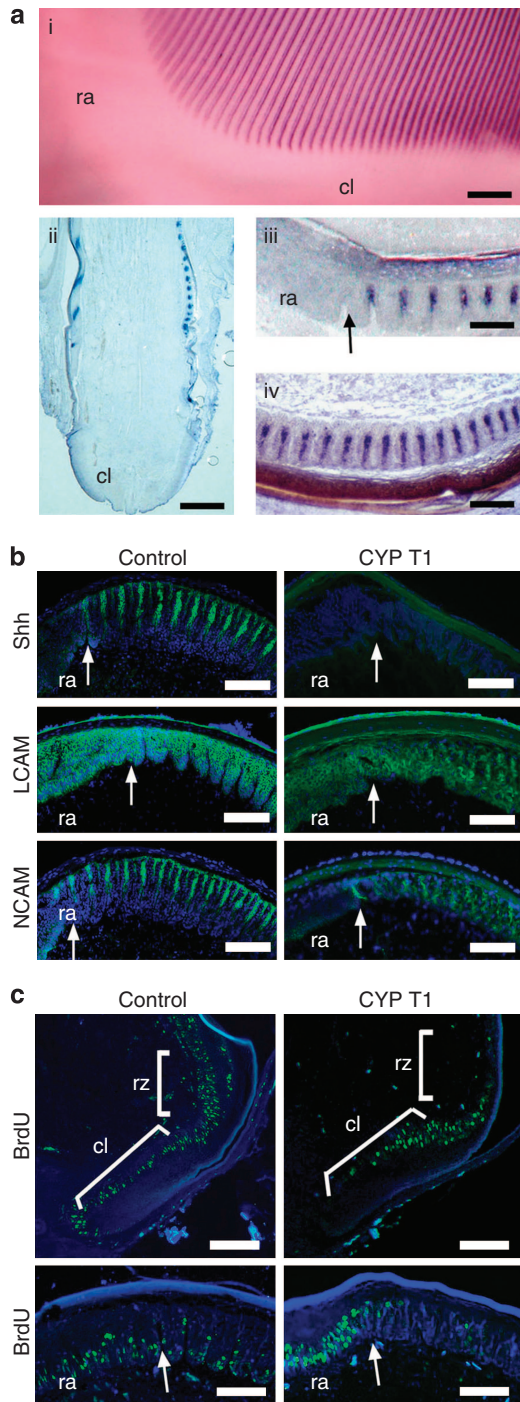 a
i
ra
cl
ii
cl
iii
ra
iv
b
Control CYP T1
Shh
ra
ra
LCAM
ra
ra
NCAM
ra
ra
c
Control CYP T1
BrdU
rz
cl
rz
cl
BrdU
ra
ra